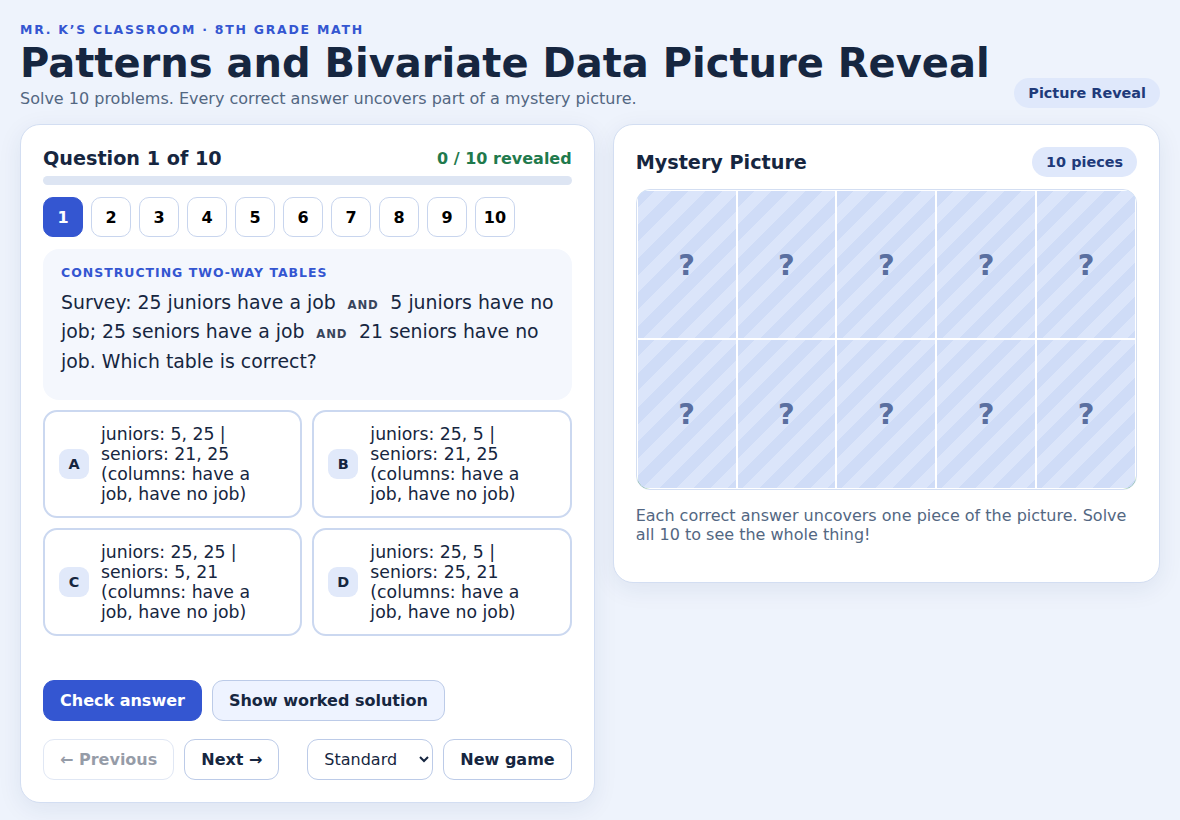 MR. K’S CLASSROOM · 8TH GRADE MATH
Patterns and Bivariate Data Picture Reveal
Solve 10 problems. Every correct answer uncovers part of a mystery picture.
Picture Reveal
Question 1 of 10
0 / 10 revealed
1 2 3 4 5 6 7 8 9 10
CONSTRUCTING TWO-WAY TABLES
Survey: 25 juniors have a job AND 5 juniors have no
job; 25 seniors have a job AND 21 seniors have no
job. Which table is correct?
A
juniors: 5, 25 |
seniors: 21, 25
(columns: have a
job, have no job)
B
juniors: 25, 5 |
seniors: 21, 25
(columns: have a
job, have no job)
C
juniors: 25, 25 |
seniors: 5, 21
(columns: have a
job, have no job)
D
juniors: 25, 5 |
seniors: 25, 21
(columns: have a
job, have no job)
Check answer
Show worked solution
← Previous
Next →
Standard
New game
Mystery Picture
10 pieces
? ? ? ? ?
? ? ? ? ?
Each correct answer uncovers one piece of the picture. Solve
all 10 to see the whole thing!